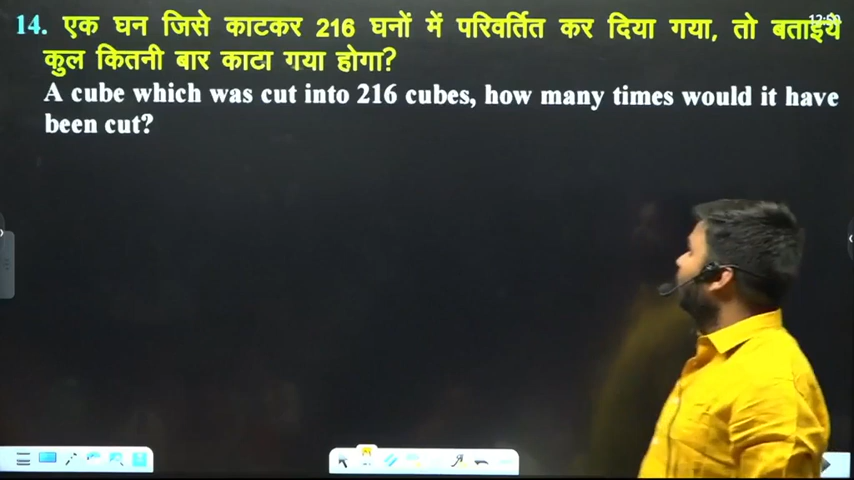 14. एक घन जिसे काटकर 216 घनों में परिवर्तित कर दिया गया, तो बताइये
कुल कितनी बार काटा गया होगा?
A cube which was cut into 216 cubes, how many times would it have
been cut?